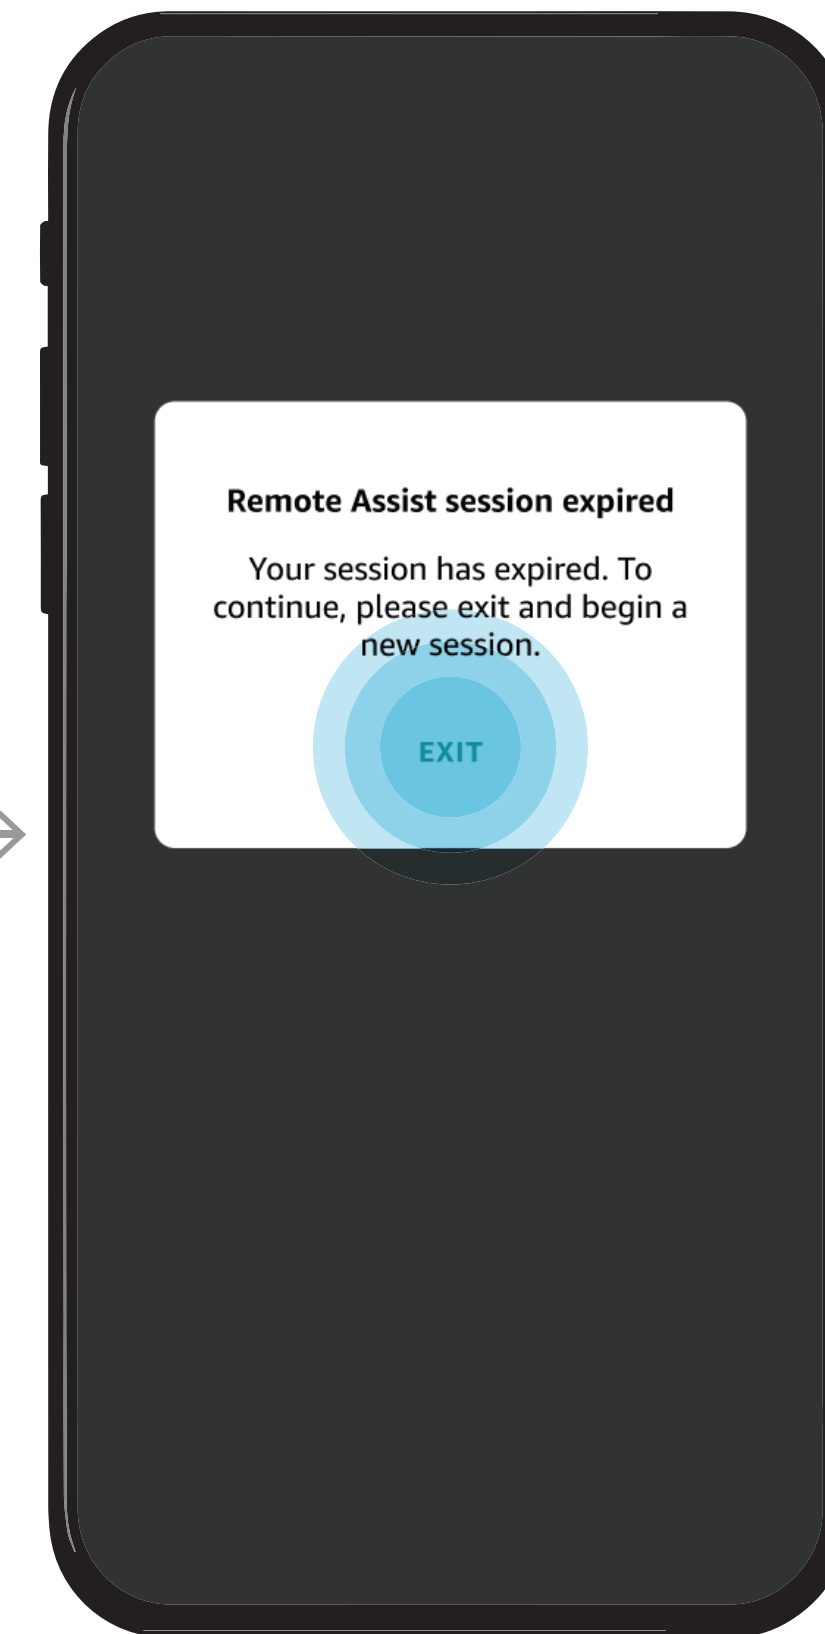 Remote Assist session expired
Your session has expired. To
continue, please exit and begin a
new session.
EXIT